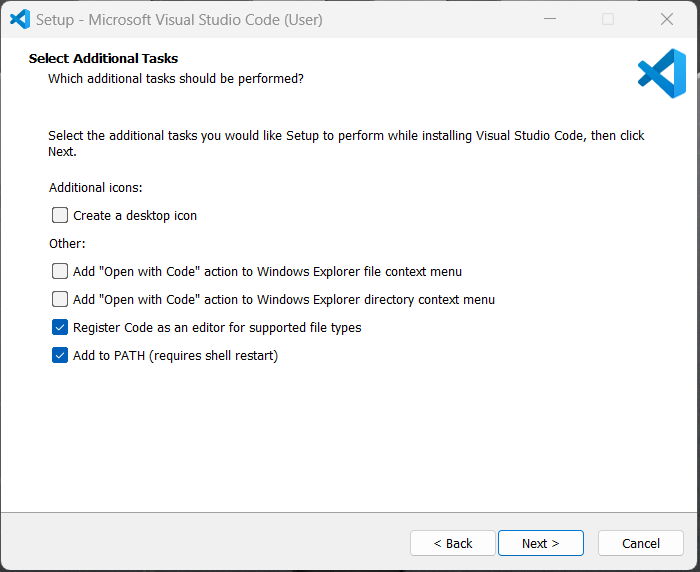 Setup - Microsoft Visual Studio Code (User)
Select Additional Tasks
Which additional tasks should be performed?
Select the additional tasks you would like Setup to perform while installing Visual Studio Code, then click
Next.
Additional icons:
Create a desktop icon
Other:
Add "Open with Code" action to Windows Explorer file context menu
Add "Open with Code" action to Windows Explorer directory context menu
Register Code as an editor for supported file types
Add to PATH (requires shell restart)
< Back Next > Cancel